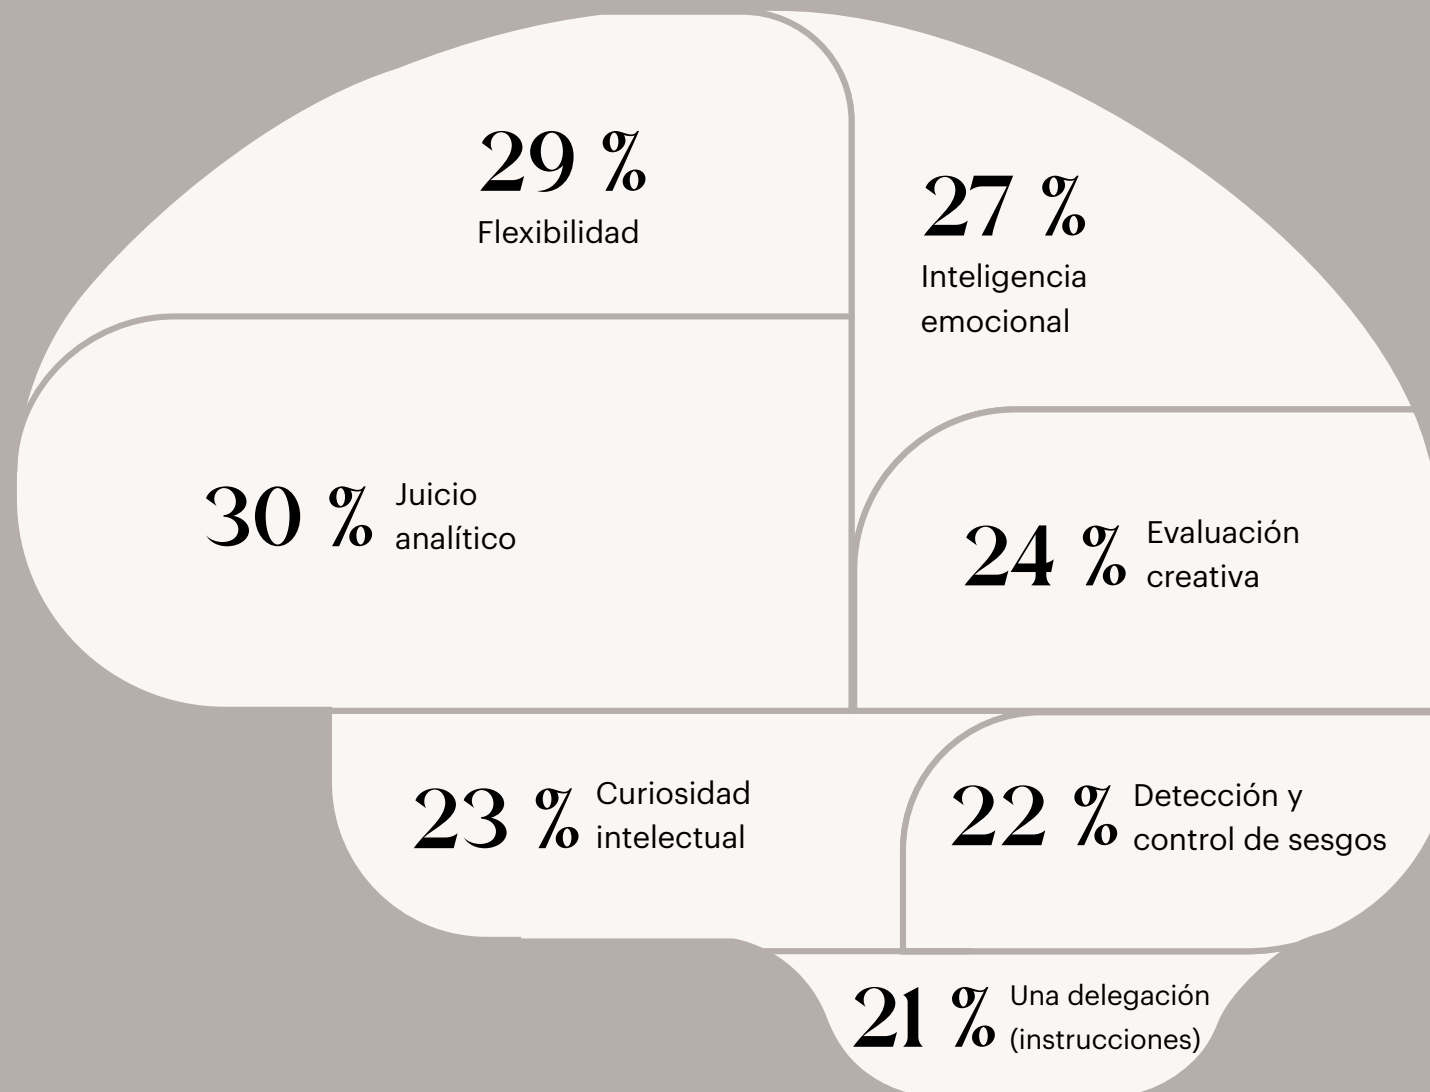 29 %
Flexibilidad
27 %
Inteligencia
emocional
30 %
Juicio
analítico
24 %
Evaluación
creativa
23 %
Curiosidad
intelectual
22 %
Detección y
control de sesgos
21 %
Una delegación
(instrucciones)